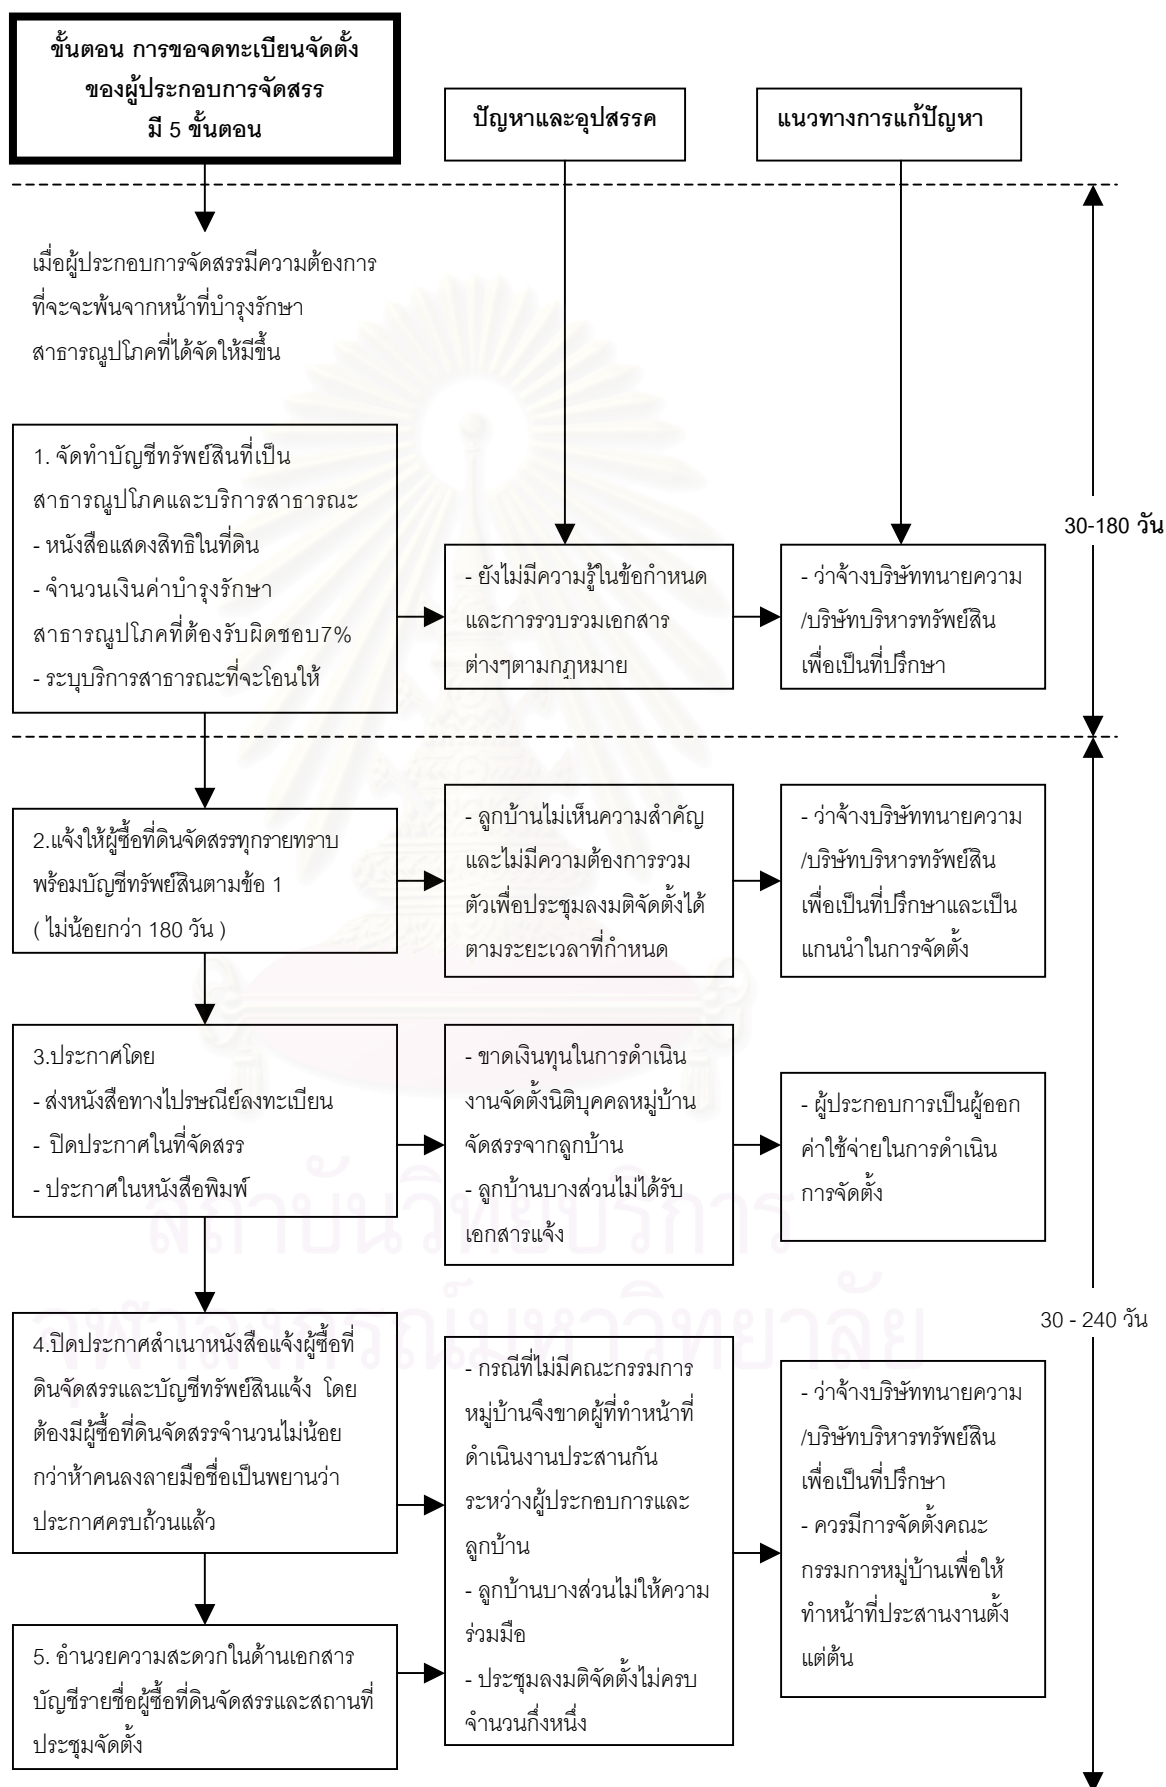 ขั้นตอน การขอจดทะเบียนจัดตั้ง
ของผู้ประกอบการจัดสรร
มี 5 ขั้นตอน
ปัญหาและอุปสรรค
แนวทางการแก้ปัญหา
เมื่อผู้ประกอบการจัดสรรมีความต้องการ
ที่จะจะพ้นจากหน้าที่บำรุงรักษา
สาธารณูปโภคที่ได้จัดให้มีขึ้น
1. จัดทำบัญชีทรัพย์สินที่เป็น
สาธารณูปโภคและบริการสาธารณะ
- หนังสือแสดงสิทธิในที่ดิน
- จำนวนเงินค่าบำรุงรักษา
สาธารณูปโภคที่ต้องรับผิดชอบ7%
- ระบุบริการสาธารณะที่จะโอนให้
- ยังไม่มีความรู้ในข้อกำหนด
และการรวบรวมเอกสาร
ต่างๆตามกฎหมาย
- ว่าจ้างบริษัททนายความ
/บริษัทบริหารทรัพย์สิน
เพื่อเป็นที่ปรึกษา
30-180 วัน
2.แจ้งให้ผู้ซื้อที่ดินจัดสรรทุกรายทราบ
พร้อมบัญชีทรัพย์สินตามข้อ 1
( ไม่น้อยกว่า 180 วัน )
- ลูกบ้านไม่เห็นความสำคัญ
และไม่มีความต้องการรวม
ตัวเพื่อประชุมลงมติจัดตั้งได้
ตามระยะเวลาที่กำหนด
- ว่าจ้างบริษัททนายความ
/บริษัทบริหารทรัพย์สิน
เพื่อเป็นที่ปรึกษาและเป็น
แกนนำในการจัดตั้ง
3.ประกาศโดย
- ส่งหนังสือทางไปรษณีย์ลงทะเบียน
- ปิดประกาศในที่จัดสรร
- ประกาศในหนังสือพิมพ์
- ขาดเงินทุนในการดำเนิน
งานจัดตั้งนิติบุคคลหมู่บ้าน
จัดสรรจากลูกบ้าน
- ลูกบ้านบางส่วนไม่ได้รับ
เอกสารแจ้ง
- ผู้ประกอบการเป็นผู้ออก
ค่าใช้จ่ายในการดำเนิน
การจัดตั้ง
สถาบันวิทยบริการ
จุฬาลงกรณ์มหาวิทยาลัย
4.ปิดประกาศสำเนาหนังสือแจ้งผู้ซื้อที่
ดินจัดสรรและบัญชีทรัพย์สินแจ้ง โดย
ต้องมีผู้ซื้อที่ดินจัดสรรจำนวนไม่น้อย
กว่าห้าคนลงลายมือชื่อเป็นพยานว่า
ประกาศครบถ้วนแล้ว
5. อำนวยความสะดวกในด้านเอกสาร
บัญชีรายชื่อผู้ซื้อที่ดินจัดสรรและสถานที่
ประชุมจัดตั้ง
- กรณีที่ไม่มีคณะกรรมการ
หมู่บ้านจึงขาดผู้ที่ทำหน้าที่
ดำเนินงานประสานกัน
ระหว่างผู้ประกอบการและ
ลูกบ้าน
- ลูกบ้านบางส่วนไม่ให้ความ
ร่วมมือ
- ประชุมลงมติจัดตั้งไม่ครบ
จำนวนกึ่งหนึ่ง
- ว่าจ้างบริษัททนายความ
/บริษัทบริหารทรัพย์สิน
เพื่อเป็นที่ปรึกษา
- ควรมีการจัดตั้งคณะ
กรรมการหมู่บ้านเพื่อให้
ทำหน้าที่ประสานงานตั้ง
แต่ต้น
30 - 240 วัน